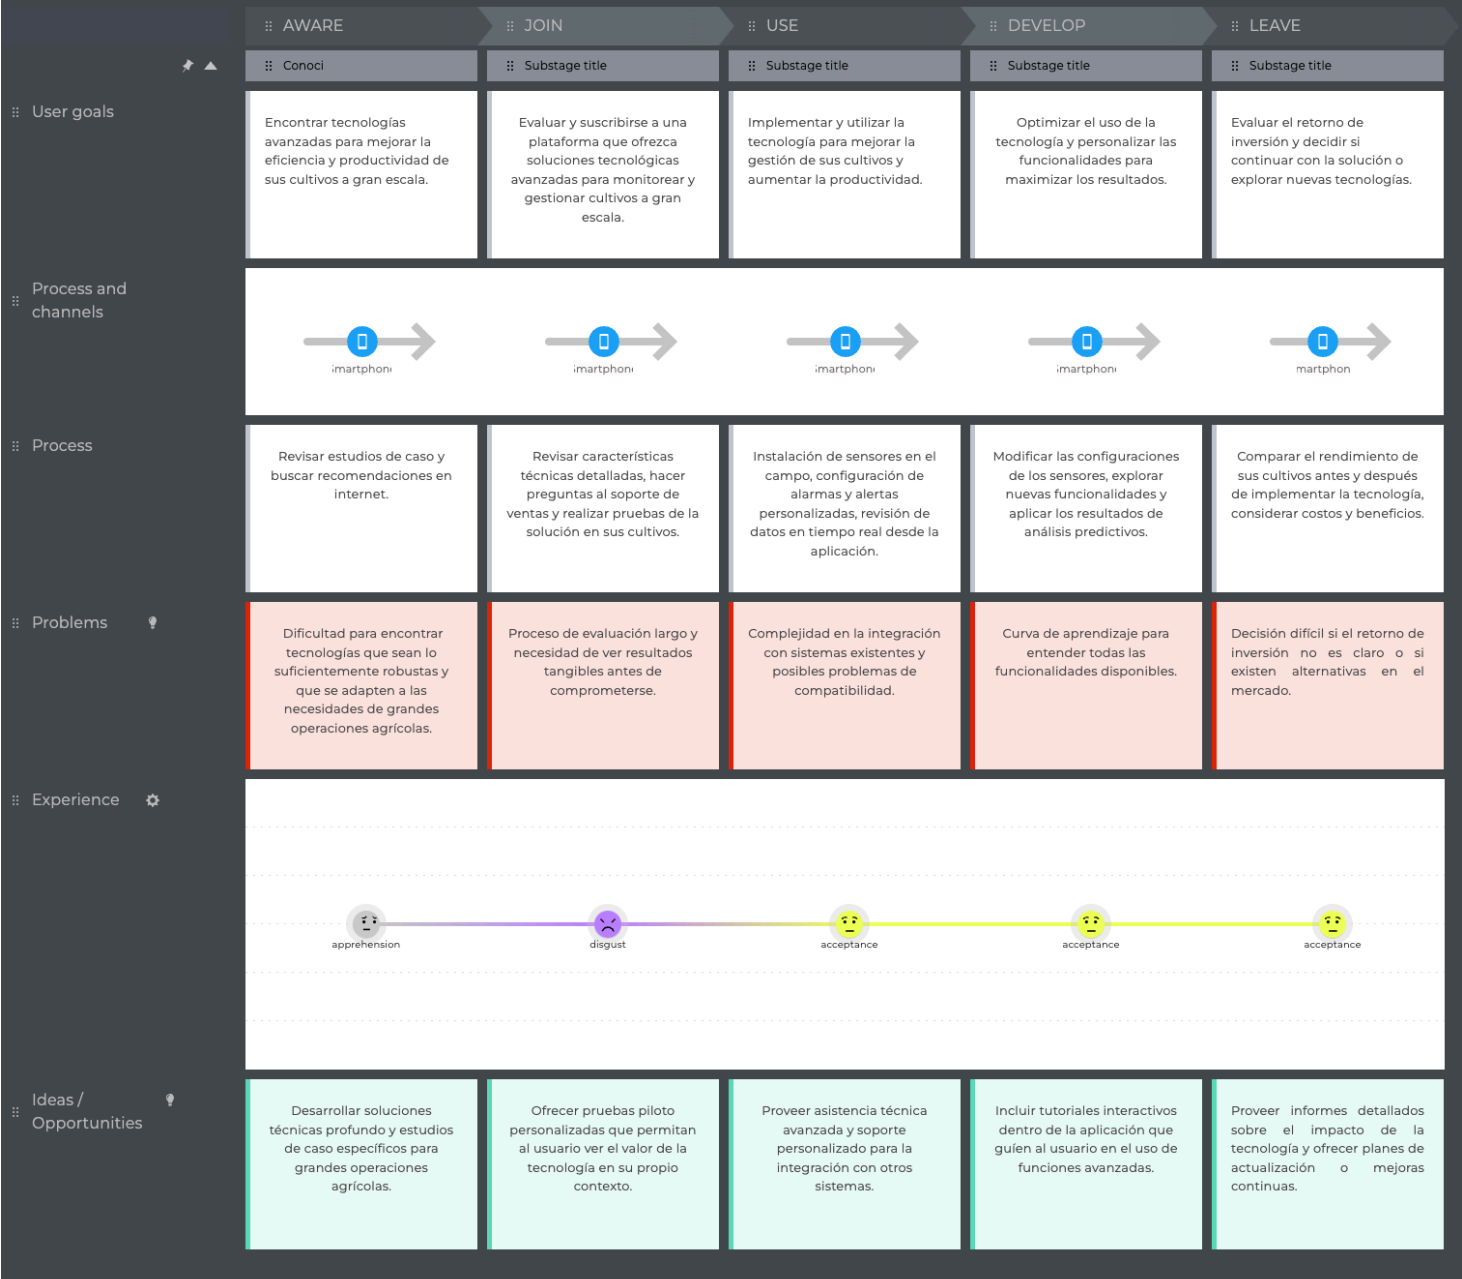 AWARE
JOIN
USE
DEVELOP
LEAVE
Conoci
Substage title
Substage title
Substage title
Substage title
User goals
Encontrar tecnologías
avanzadas para mejorar la
eficiencia y productividad de
sus cultivos a gran escala.
Evaluar y suscribirse a una
plataforma que ofrezca
soluciones tecnológicas
avanzadas para monitorear y
gestionar cultivos a gran
escala.
Implementar y utilizar la
tecnología para mejorar la
gestión de sus cultivos y
aumentar la productividad.
Optimizar el uso de la
tecnología y personalizar las
funcionalidades para
maximizar los resultados.
Evaluar el retorno de
inversión y decidir si
continuar con la solución o
explorar nuevas tecnologías.
Process and
channels
martphon
martphon
martphon
martphon
martphon
Process
Revisar estudios de caso y
buscar recomendaciones en
internet.
Revisar características
técnicas detalladas, hacer
preguntas al soporte de
ventas y realizar pruebas de la
solución en sus cultivos.
Instalación de sensores en el
campo, configuración de
alarmas y alertas
personalizadas, revisión de
datos en tiempo real desde la
aplicación.
Modificar las configuraciones
de los sensores, explorar
nuevas funcionalidades y
aplicar los resultados de
análisis predictivos.
Comparar el rendimiento de
sus cultivos antes y después
de implementar la tecnología,
considerar costos y beneficios.
Problems
Dificultad para encontrar
tecnologías que sean lo
suficientemente robustas y
que se adapten a las
necesidades de grandes
operaciones agrícolas.
Proceso de evaluación largo y
necesidad de ver resultados
tangibles antes de
comprometerse.
Complejidad en la integración
con sistemas existentes y
posibles problemas de
compatibilidad.
Curva de aprendizaje para
entender todas las
funcionalidades disponibles.
Decisión difícil si el retorno de
inversión no es claro o si
existen alternativas en el
mercado.
Experience
apprehension
disgust
acceptance
acceptance
acceptance
Ideas /
Opportunities
Desarrollar soluciones
técnicas profundo y estudios
de caso específicos para
grandes operaciones
agrícolas.
Ofrecer pruebas piloto
personalizadas que permitan
al usuario ver el valor de la
tecnología en su propio
contexto.
Proveer asistencia técnica
avanzada y soporte
personalizado para la
integración con otros
sistemas.
Incluir tutoriales interactivos
dentro de la aplicación que
guíen al usuario en el uso de
funciones avanzadas.
Proveer informes detallados
sobre el impacto de la
tecnología y ofrecer planes de
actualización o mejoras
continuas.